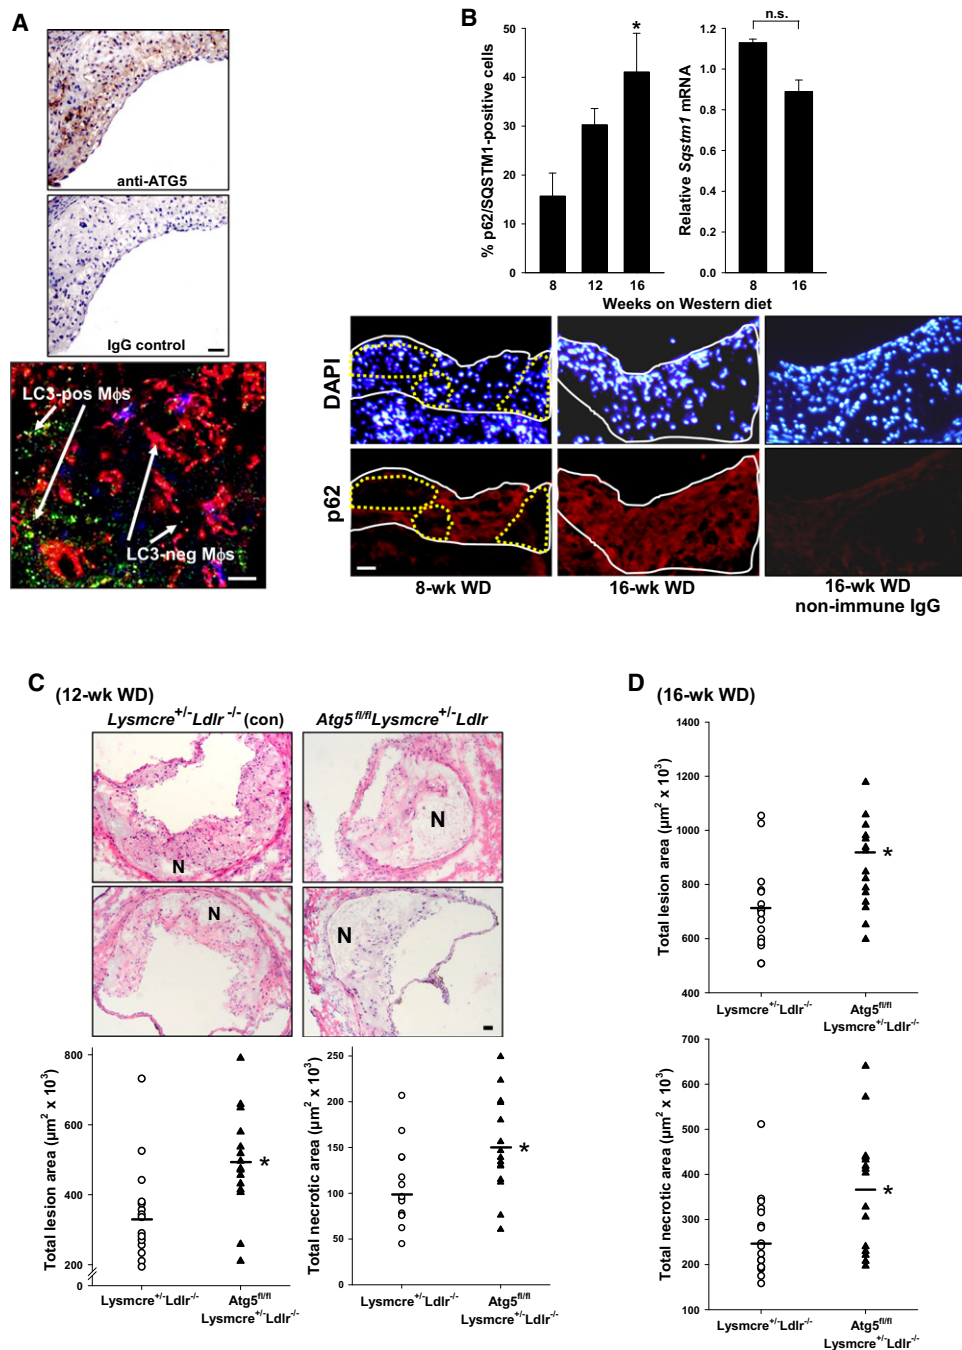 A
anti-ATG5
IgG control
LC3-pos Mϕs
LC3-neg Mϕs
B
% p62/SQSTM1-positive cells
50
40
30
20
10
0
*
8
12
16
Relative Sqstm1 mRNA
1.2
1.0
0.8
0.6
0.4
0.2
0.0
n.s.
8
16
Weeks on Western diet
DAPI
p62
8-wk WD
16-wk WD
16-wk WD
non-immune IgG
C
(12-wk WD)
Lysmcre+/-Ldlr -/- (con)
Atg5fl/flLysmcre+/-Ldlr
N
N
N
N
Total lesion area (µm² x 10³)
800
600
400
200
0
*
Lysmcre+/-Ldlr-/-
Atg5fl/fl
Lysmcre+/-Ldlr-/-
Total necrotic area (µm² x 10³)
250
200
150
100
50
0
*
Lysmcre+/-Ldlr-/-
Atg5fl/fl
Lysmcre+/-Ldlr-/-
D
(16-wk WD)
Total lesion area (µm² x 10³)
1400
1200
1000
800
600
400
*
Lysmcre+/-Ldlr-/-
Atg5fl/fl
Lysmcre+/-Ldlr-/-
Total necrotic area (µm² x 10³)
700
600
500
400
300
200
100
*
Lysmcre+/-Ldlr-/-
Atg5fl/fl
Lysmcre+/-Ldlr-/-